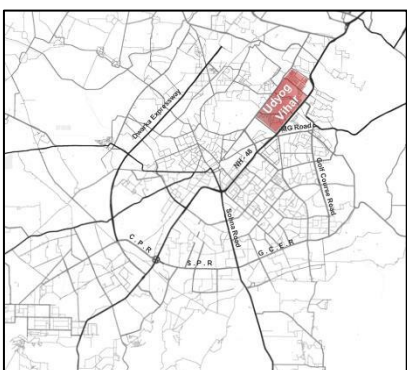 Udyog
Vihar
Dwarka Expressway
MG Road
NH - 48
Golf Course Road
Sohna Road
C. P. R
S . P . R
G. C. E. R